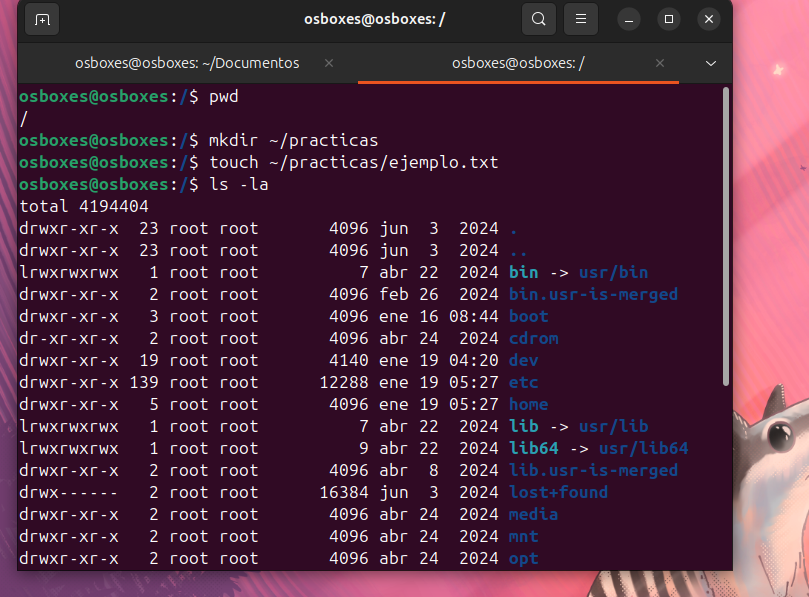 osboxes@osboxes: /
osboxes@osboxes: ~/Documentos
osboxes@osboxes: /
osboxes@osboxes:/$ pwd
/
osboxes@osboxes:/$ mkdir ~/practicas
osboxes@osboxes:/$ touch ~/practicas/ejemplo.txt
osboxes@osboxes:/$ ls -la
total 4194404
drwxr-xr-x  23 root root       4096 jun  3  2024 .
drwxr-xr-x  23 root root       4096 jun  3  2024 ..
lrwxrwxrwx   1 root root          7 abr 22  2024 bin -> usr/bin
drwxr-xr-x   2 root root       4096 feb 26  2024 bin.usr-is-merged
drwxr-xr-x   3 root root       4096 ene 16 08:44 boot
dr-xr-xr-x   2 root root       4096 abr 24  2024 cdrom
drwxr-xr-x  19 root root       4140 ene 19 04:20 dev
drwxr-xr-x 139 root root      12288 ene 19 05:27 etc
drwxr-xr-x   5 root root       4096 ene 19 05:27 home
lrwxrwxrwx   1 root root          7 abr 22  2024 lib -> usr/lib
lrwxrwxrwx   1 root root          9 abr 22  2024 lib64 -> usr/lib64
drwxr-xr-x   2 root root       4096 abr  8  2024 lib.usr-is-merged
drwx------   2 root root      16384 jun  3  2024 lost+found
drwxr-xr-x   2 root root       4096 abr 24  2024 media
drwxr-xr-x   2 root root       4096 abr 24  2024 mnt
drwxr-xr-x   2 root root       4096 abr 24  2024 opt